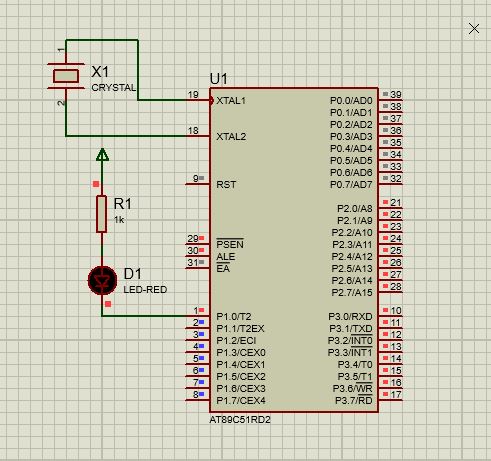 1
X1
CRYSTAL
2
U1
19 XTAL1 P0.0/AD0 39
P0.1/AD1 38
P0.2/AD2 37
18 XTAL2 P0.3/AD3 36
P0.4/AD4 35
P0.5/AD5 34
P0.6/AD6 33
9 RST P0.7/AD7 32
R1
1k
P2.0/A8 21
P2.1/A9 22
P2.2/A10 23
29 PSEN P2.3/A11 24
30 ALE P2.4/A12 25
31 EA P2.5/A13 26
P2.6/A14 27
P2.7/A15 28
D1
LED-RED
1 P1.0/T2 P3.0/RXD 10
2 P1.1/T2EX P3.1/TXD 11
3 P1.2/ECI P3.2/INT0 12
4 P1.3/CEX0 P3.3/INT1 13
5 P1.4/CEX1 P3.4/T0 14
6 P1.5/CEX2 P3.5/T1 15
7 P1.6/CEX3 P3.6/WR 16
8 P1.7/CEX4 P3.7/RD 17
AT89C51RD2